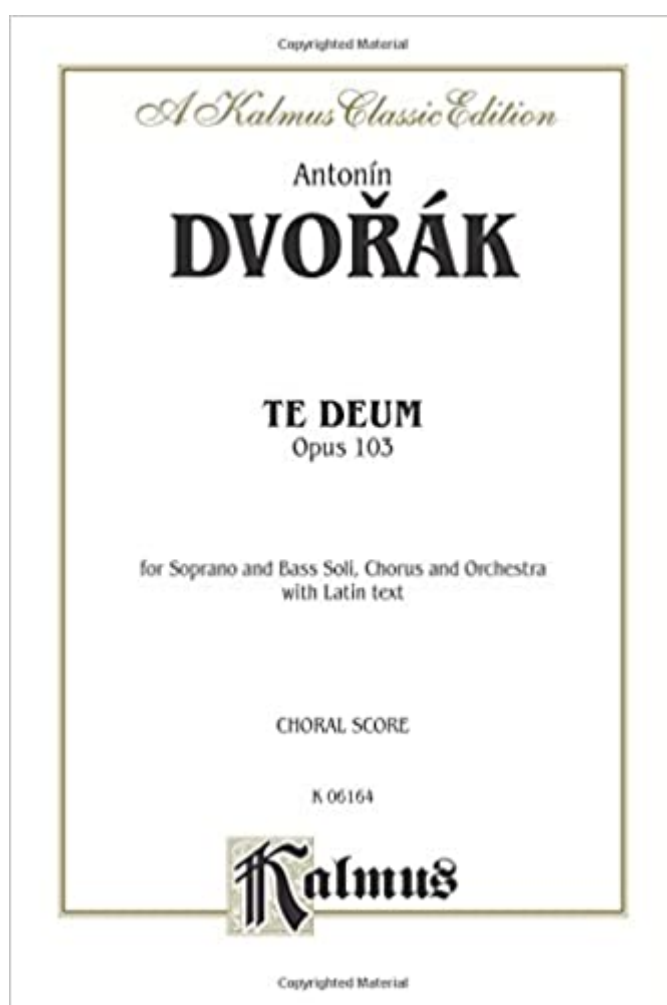 Copyrighted Material
A Kalmus Classic Edition
Antonín
DVOŘÁK
TE DEUM
Opus 103
for Soprano and Bass Soli, Chorus and Orchestra
with Latin text
CHORAL SCORE
K 06164
Kalmus
Copyrighted Material